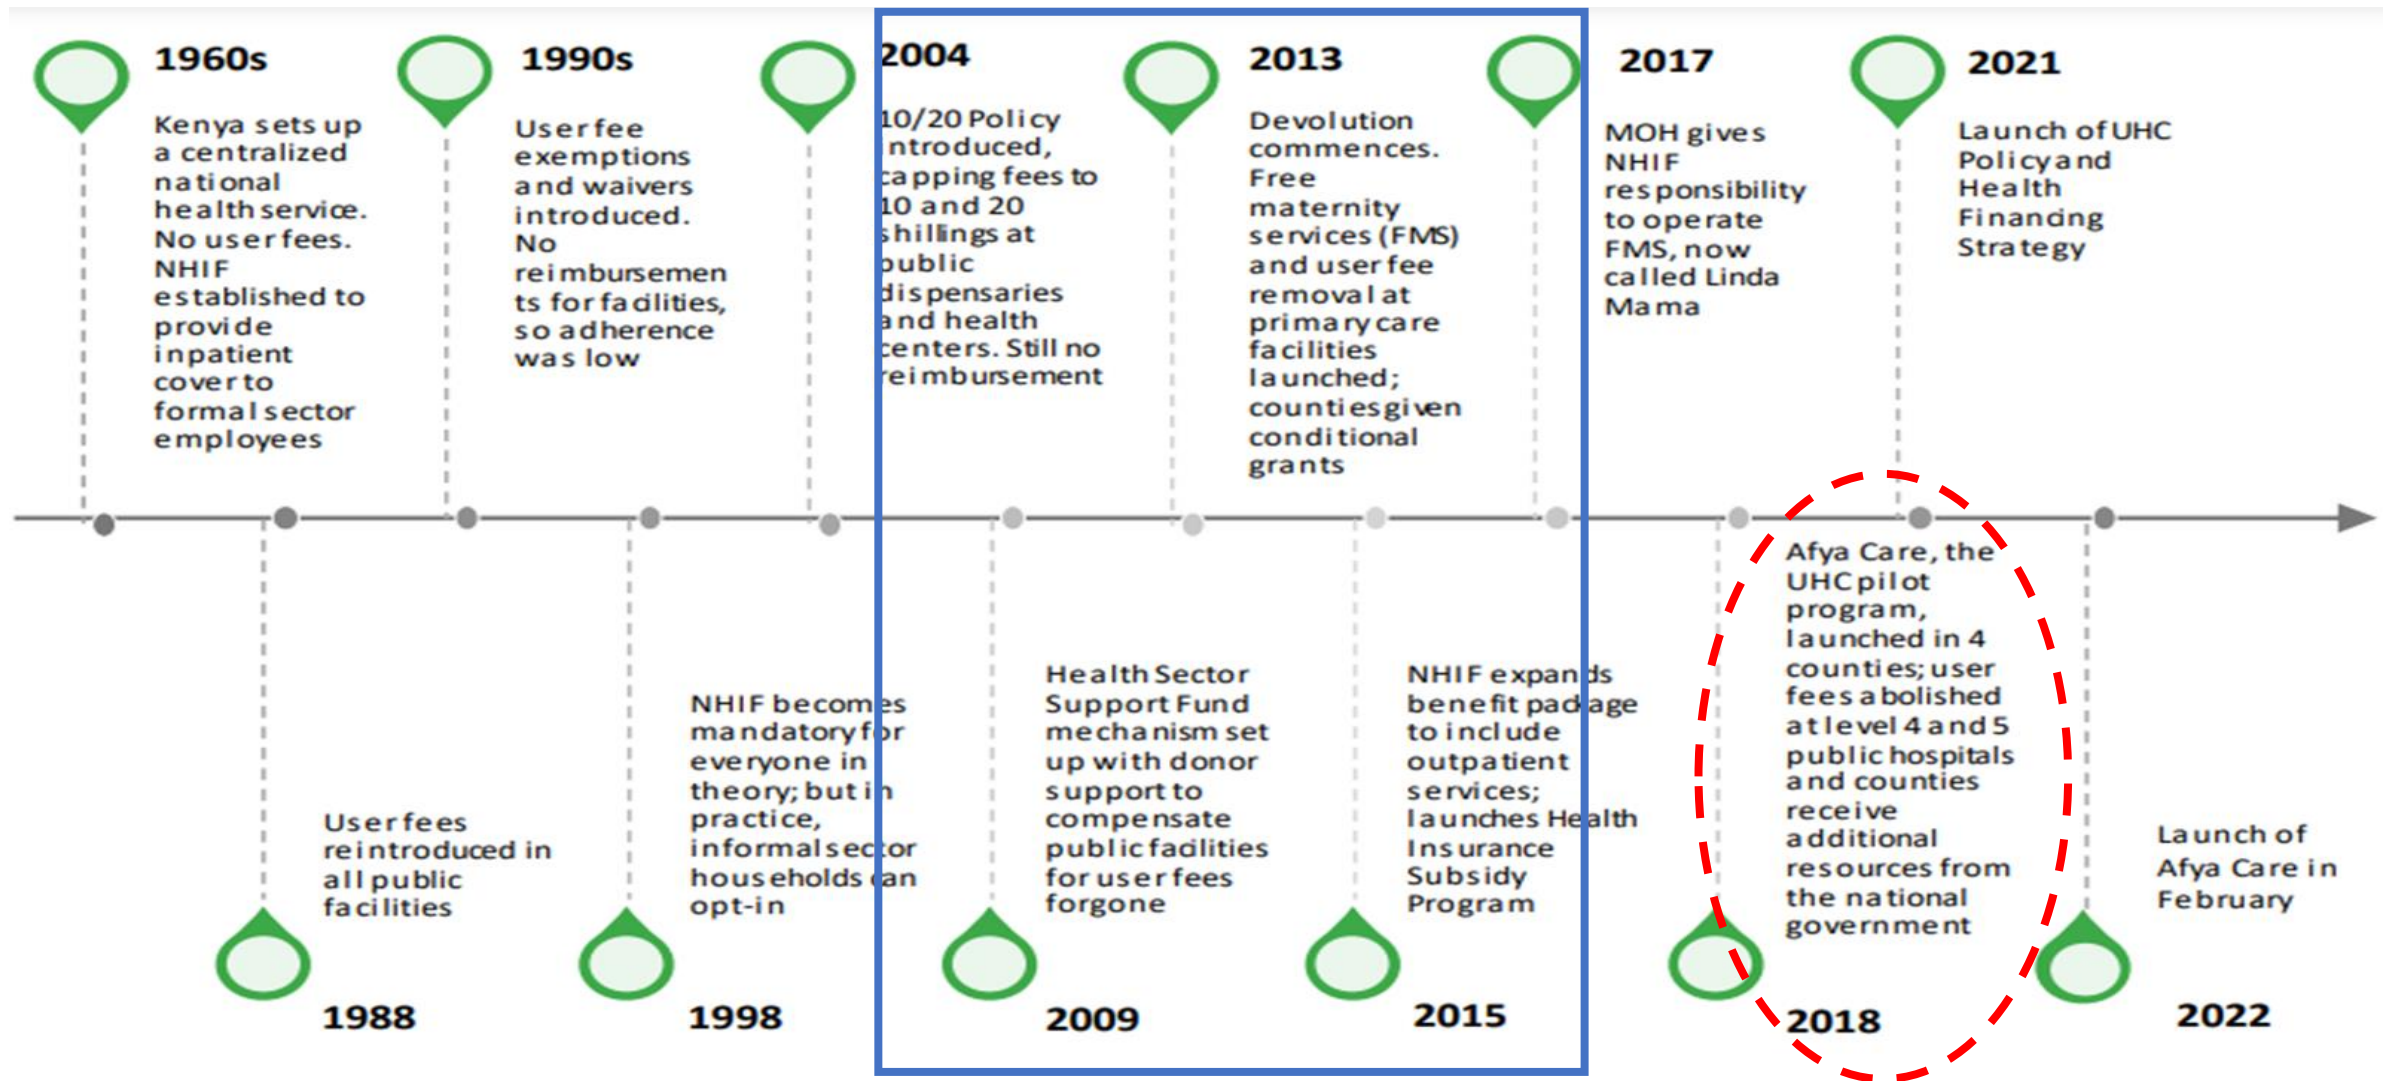 1960s
Kenya sets up
a centralized
national
health service.
No user fees.
NHIF
established to
provide
inpatient
cover to
formal sector
employees
1990s
User fee
exemptions
and waivers
introduced.
No
reimbursemen
ts for facilities,
so adherence
was low
2004
10/20 Policy
introduced,
capping fees to
10 and 20
shillings at
public
dispensaries
and health
centers. Still no
reimbursement
2013
Devolution
commences.
Free
maternity
services (FMS)
and user fee
removal at
primary care
facilities
launched;
counties given
conditional
grants
2017
MOH gives
NHIF
responsibility
to operate
FMS, now
called Linda
Mama
2021
Launch of UHC
Policy and
Health
Financing
Strategy
User fees
reintroduced in
all public
facilities
1988
NHIF becomes
mandatory for
everyone in
theory; but in
practice,
informal sector
households can
opt-in
1998
Health Sector
Support Fund
mechanism set
up with donor
support to
compensate
public facilities
for user fees
forgone
2009
NHIF expands
benefit package
to include
outpatient
services;
launches Health
Insurance
Subsidy
Program
2015
Afya Care, the
UHC pilot
program,
launched in 4
counties; user
fees abolished
at level 4 and 5
public hospitals
and counties
receive
additional
resources from
the national
government
2018
Launch of
Afya Care in
February
2022